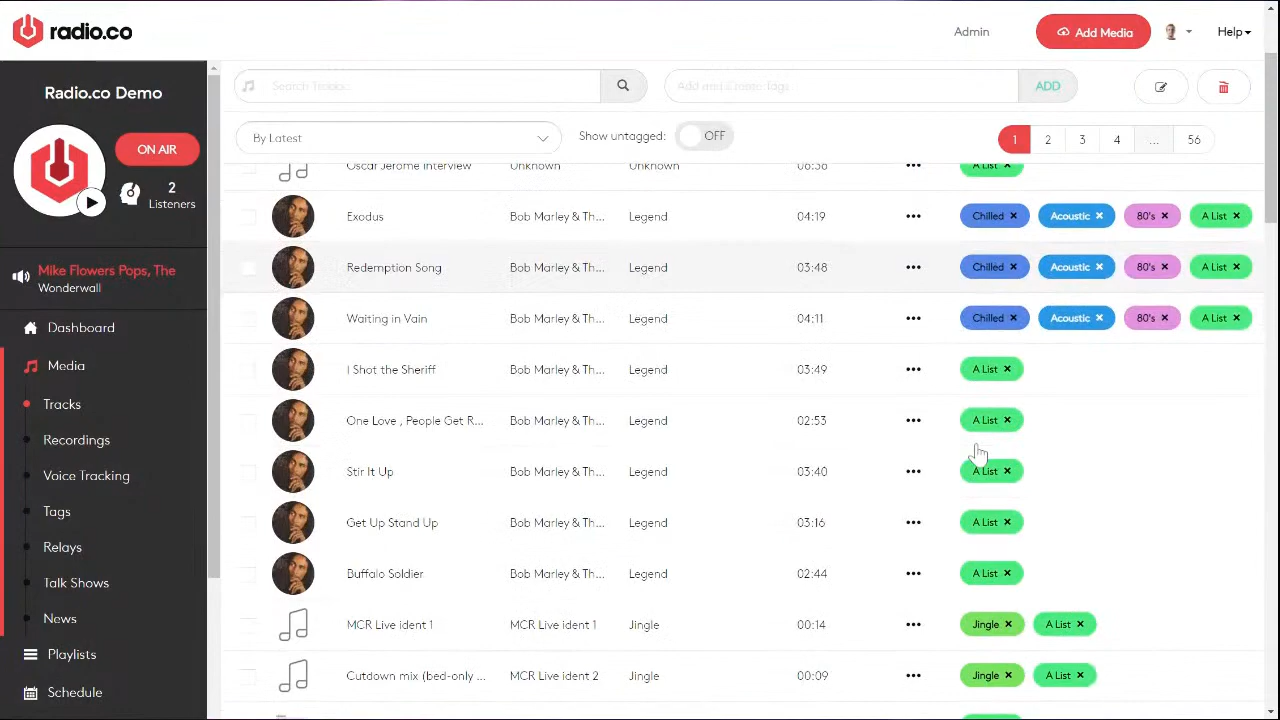 radio.co
Admin
Add Media
Help
Radio.co Demo
ON AIR
2
Listeners
Mike Flowers Pops, The
Wonderwall
Dashboard
Media
Tracks
Recordings
Voice Tracking
Tags
Relays
Talk Shows
News
Playlists
Schedule
Search Tracks
ADD
By Latest
Show untagged: OFF
1 2 3 4 ... 56
Oscar Jerome Interview Unknown Unknown 06:36 ••• A List ×
Exodus Bob Marley & Th... Legend 04:19 ••• Chilled × Acoustic × 80's × A List ×
Redemption Song Bob Marley & Th... Legend 03:48 ••• Chilled × Acoustic × 80's × A List ×
Waiting in Vain Bob Marley & Th... Legend 04:11 ••• Chilled × Acoustic × 80's × A List ×
I Shot the Sheriff Bob Marley & Th... Legend 03:49 ••• A List ×
One Love , People Get R... Bob Marley & Th... Legend 02:53 ••• A List ×
Stir It Up Bob Marley & Th... Legend 03:40 ••• A List ×
Get Up Stand Up Bob Marley & Th... Legend 03:16 ••• A List ×
Buffalo Soldier Bob Marley & Th... Legend 02:44 ••• A List ×
MCR Live ident 1 MCR Live ident 1 Jingle 00:14 ••• Jingle × A List ×
mix (bed-only ... MCR Live ident 2 Jingle 00:09 ••• Jingle × A List ×